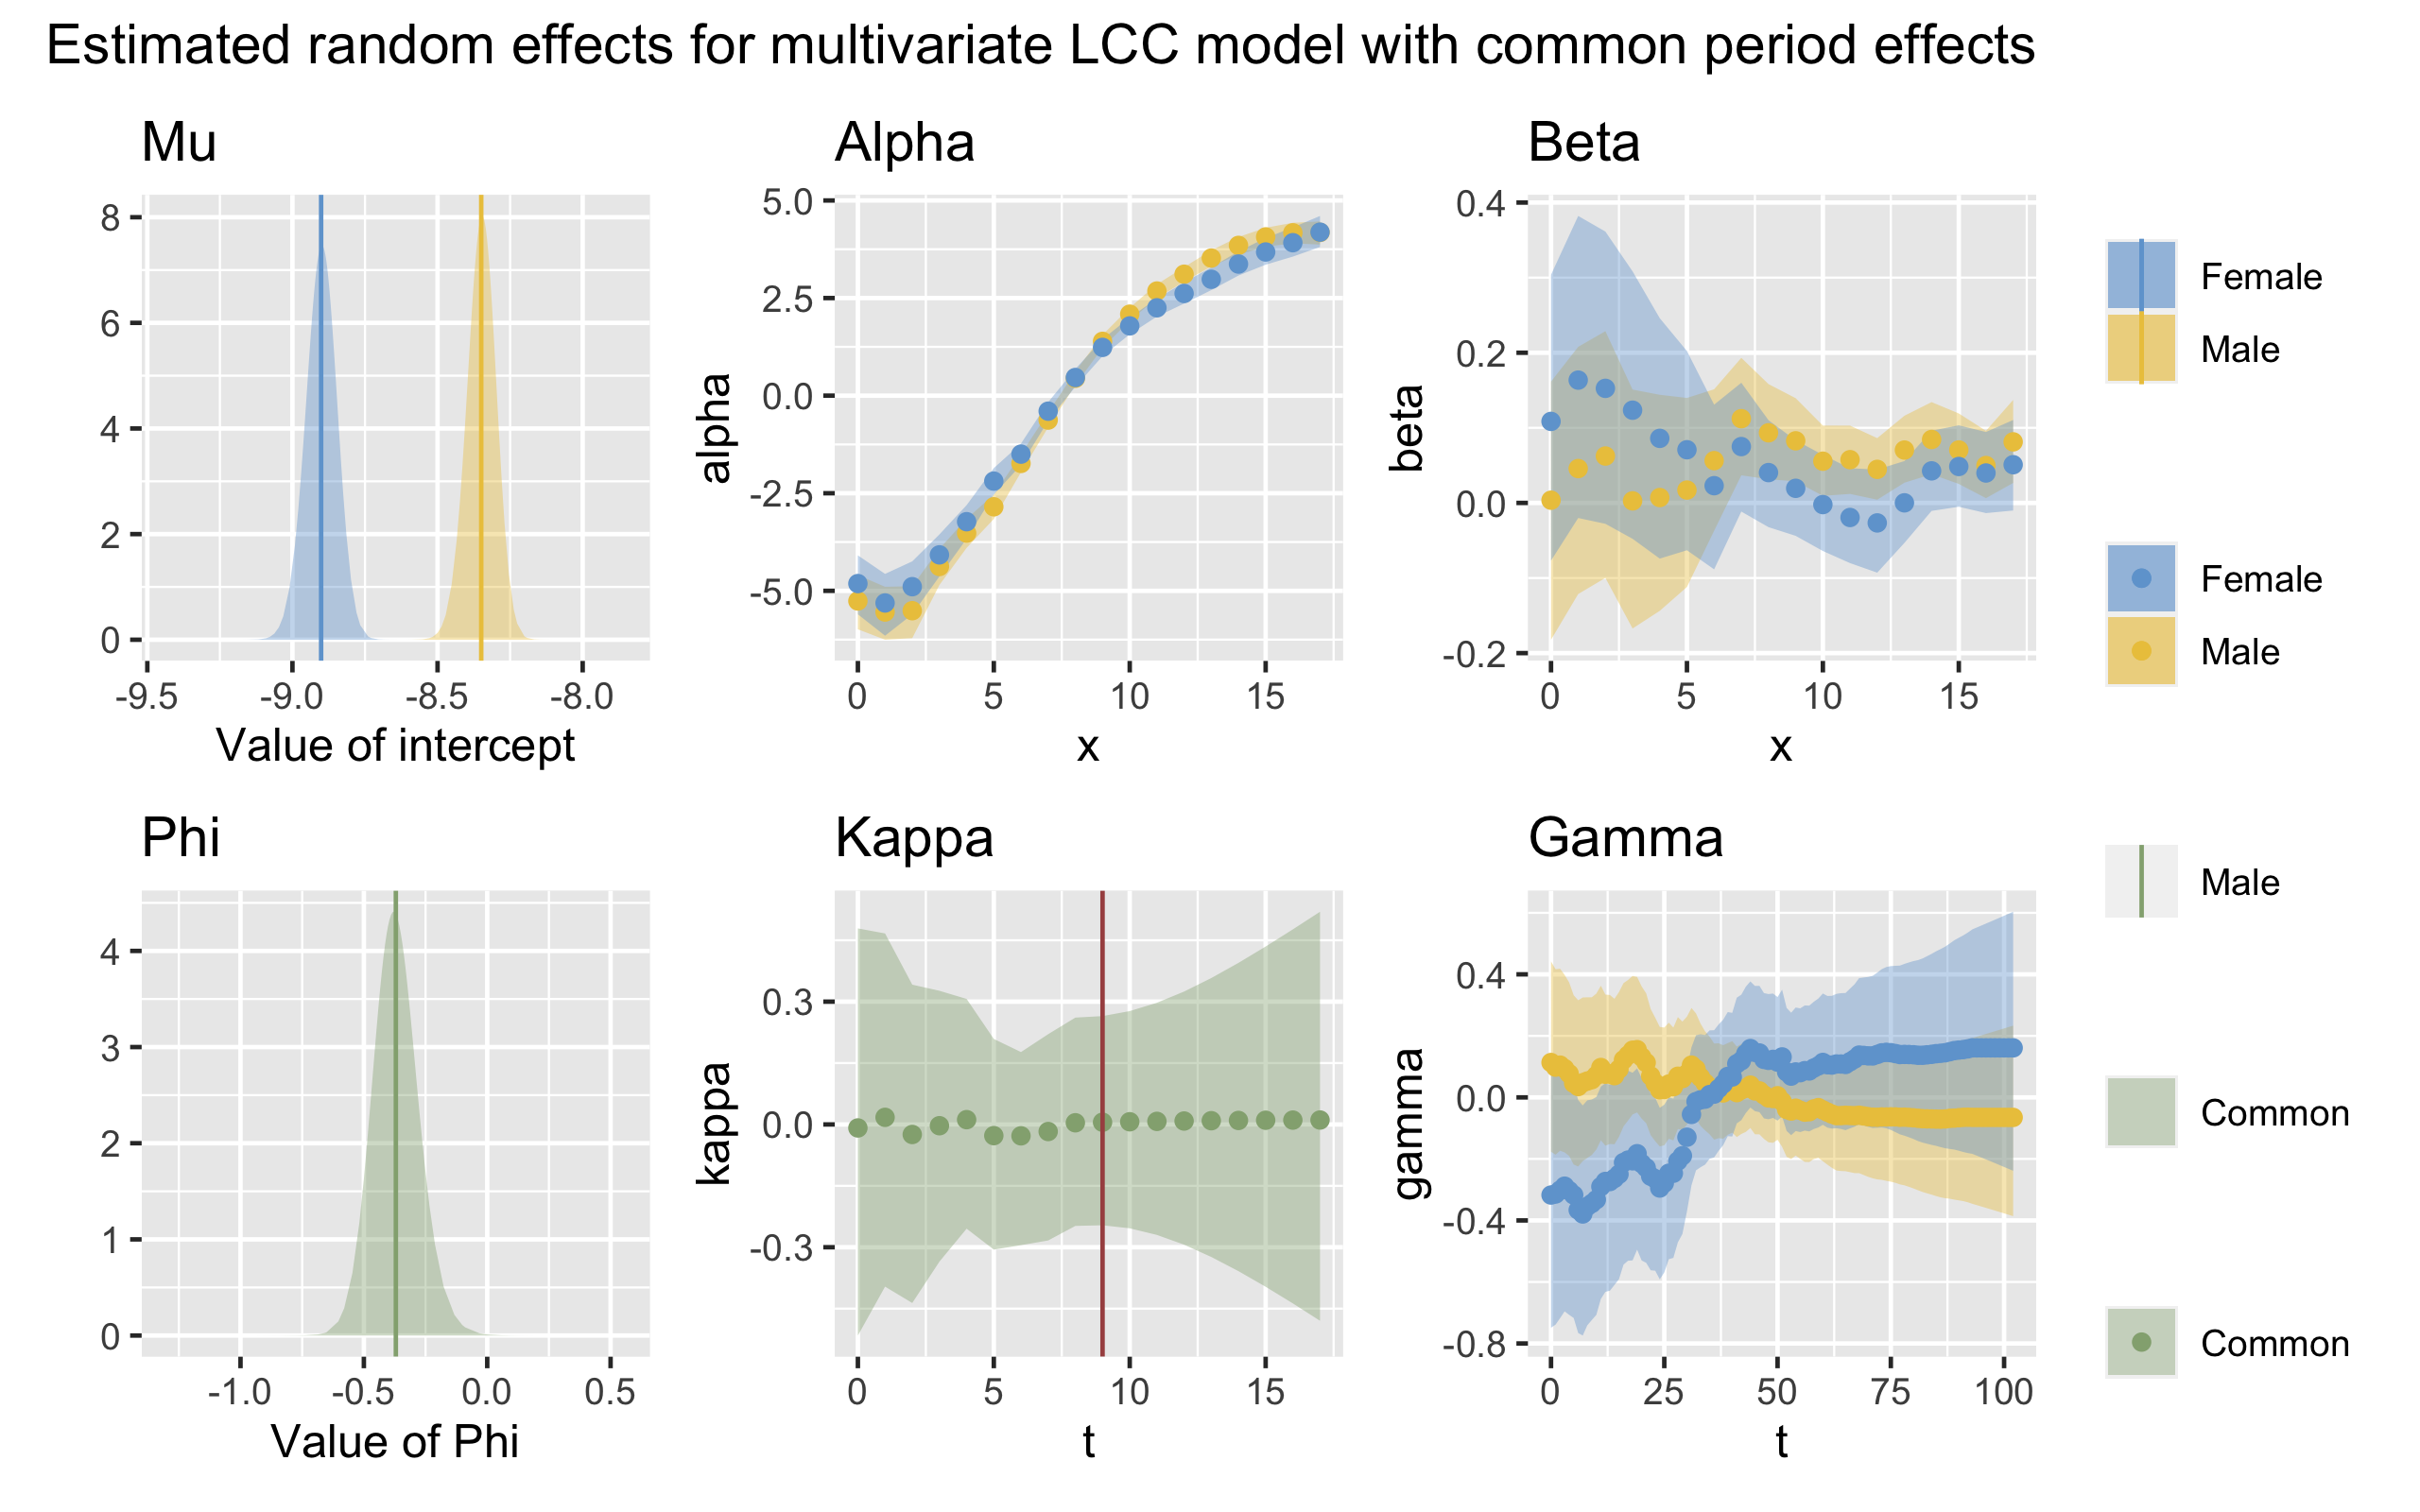 Estimated random effects for multivariate LCC model with common period effects
Mu
8
6
4
2
0
-9.5 -9.0 -8.5 -8.0
Value of intercept
Alpha
alpha
5.0
2.5
0.0
-2.5
-5.0
0 5 10 15
x
Beta
beta
0.4
0.2
0.0
-0.2
0 5 10 15
x
Female
Male
Female
Male
Phi
4
3
2
1
0
-1.0 -0.5 0.0 0.5
Value of Phi
Kappa
kappa
0.3
0.0
-0.3
0 5 10 15
t
Gamma
gamma
0.4
0.0
-0.4
-0.8
0 25 50 75 100
t
Male
Common
Common